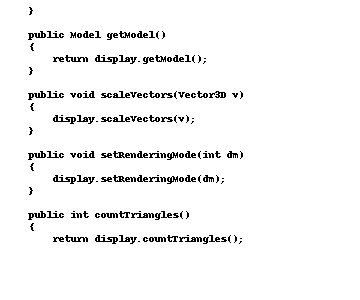 }
public Model getModel()
{
return display.getModel();
}
public void scaleVectors(Vector3D v)
{
display.scaleVectors(v);
}
public void setRenderingMode(int dm)
{
display.setRenderingMode(dm);
}
public int countTriangles()
{
return display.countTriangles();